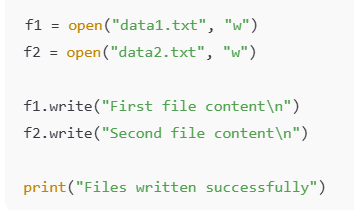 f1 = open("data1.txt", "w")
f2 = open("data2.txt", "w")
f1.write("First file content\n")
f2.write("Second file content\n")
print("Files written successfully")